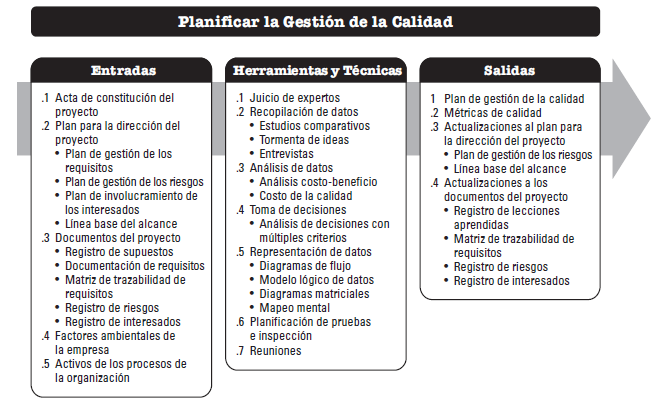 Planificar la Gestión de la Calidad
Entradas
.1 Acta de constitución del
proyecto
.2 Plan para la dirección del
proyecto
• Plan de gestión de los
requisitos
• Plan de gestión de los riesgos
• Plan de involucramiento de
los interesados
• Línea base del alcance
.3 Documentos del proyecto
• Registro de supuestos
• Documentación de requisitos
• Matriz de trazabilidad de
requisitos
• Registro de riesgos
• Registro de interesados
.4 Factores ambientales de
la empresa
.5 Activos de los procesos de
la organización
Herramientas y Técnicas
.1 Juicio de expertos
.2 Recopilación de datos
• Estudios comparativos
• Tormenta de ideas
• Entrevistas
.3 Análisis de datos
• Análisis costo-beneficio
• Costo de la calidad
.4 Toma de decisiones
• Análisis de decisiones con
múltiples criterios
.5 Representación de datos
• Diagramas de flujo
• Modelo lógico de datos
• Diagramas matriciales
• Mapeo mental
.6 Planificación de pruebas
e inspección
.7 Reuniones
Salidas
1 Plan de gestión de la calidad
.2 Métricas de calidad
.3 Actualizaciones al plan para
la dirección del proyecto
• Plan de gestión de los riesgos
• Línea base del alcance
.4 Actualizaciones a los
documentos del proyecto
• Registro de lecciones
aprendidas
• Matriz de trazabilidad de
requisitos
• Registro de riesgos
• Registro de interesados